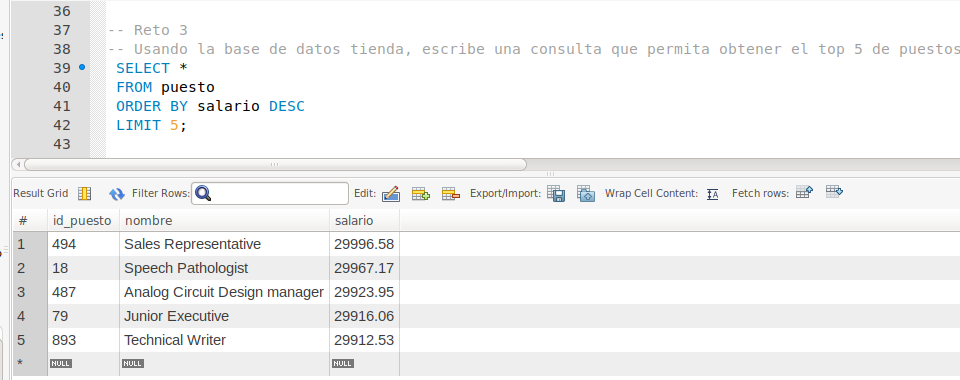 36
37 -- Reto 3
38 -- Usando la base de datos tienda, escribe una consulta que permita obtener el top 5 de puestos
39 SELECT *
40 FROM puesto
41 ORDER BY salario DESC
42 LIMIT 5;
43
Result Grid Filter Rows: Edit: Export/Import: Wrap Cell Content: Fetch rows:
# id_puesto nombre salario
1 494 Sales Representative 29996.58
2 18 Speech Pathologist 29967.17
3 487 Analog Circuit Design manager 29923.95
4 79 Junior Executive 29916.06
5 893 Technical Writer 29912.53
* NULL NULL NULL